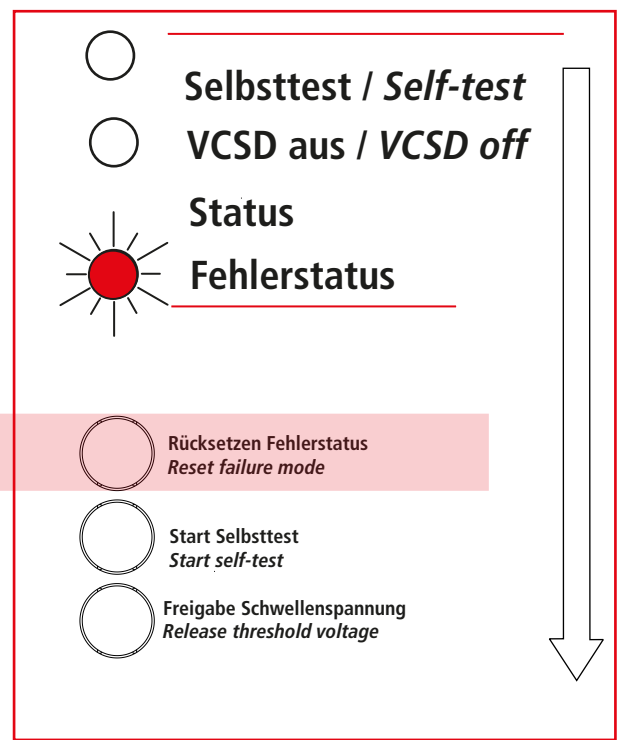 Selbsttest / Self-test
VCSD aus / VCSD off
Status
Fehlerstatus
Rücksetzen Fehlerstatus
Reset failure mode
Start Selbsttest
Start self-test
Freigabe Schwellenspannung
Release threshold voltage